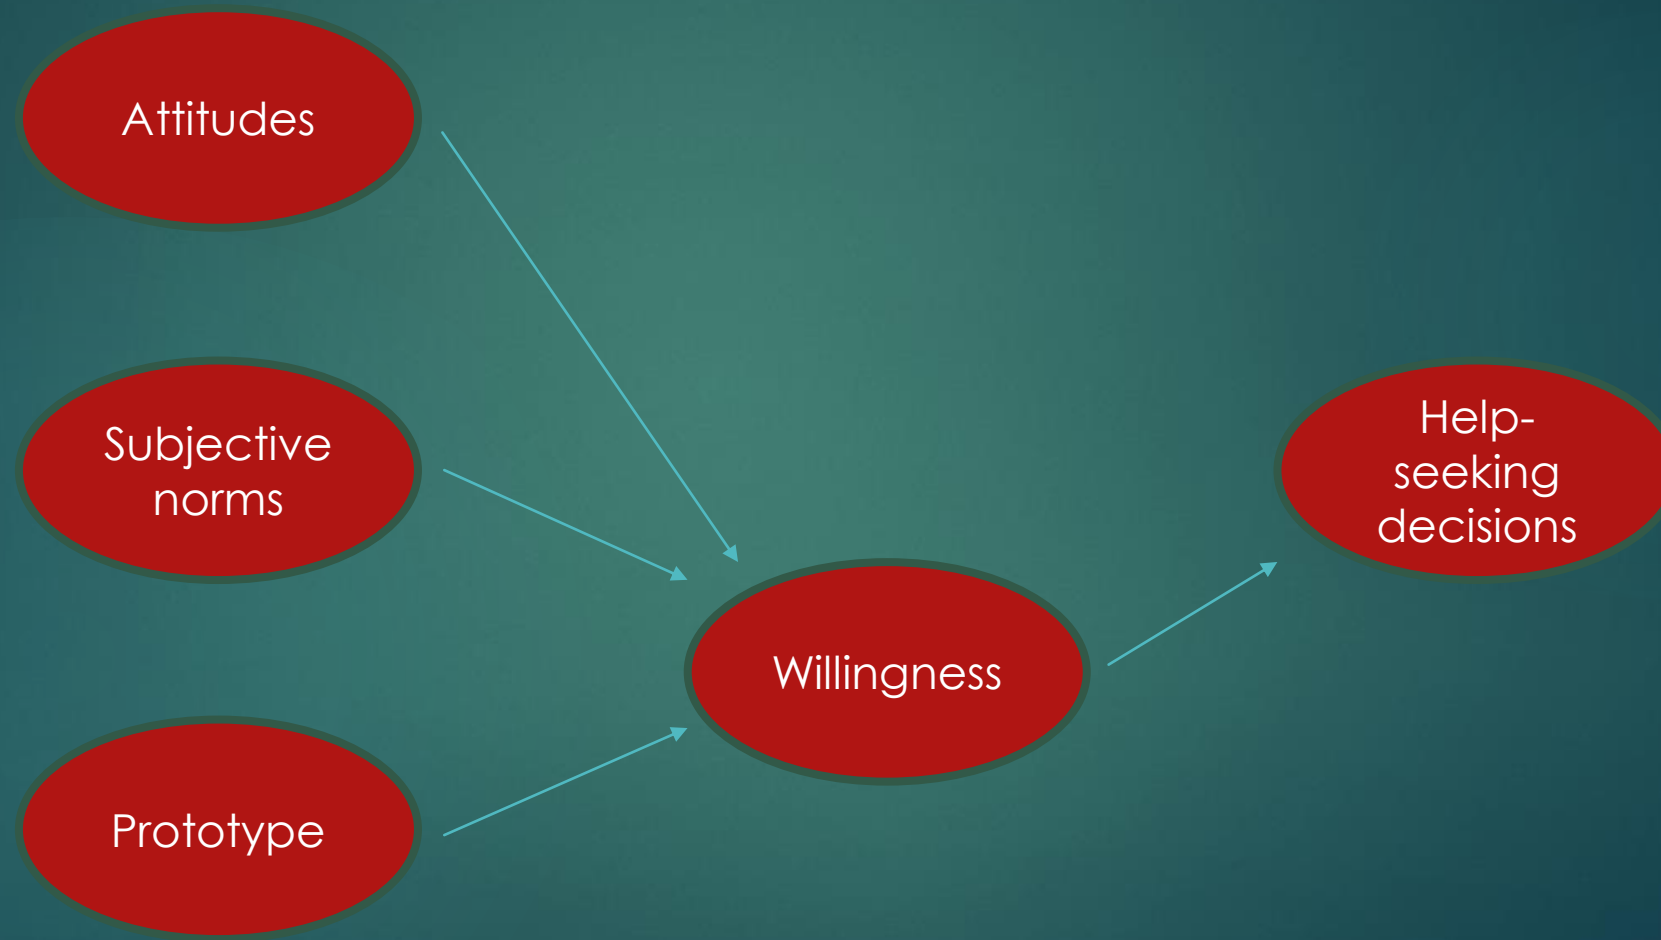 Attitudes
Subjective
norms
Prototype
Willingness
Help-
seeking
decisions